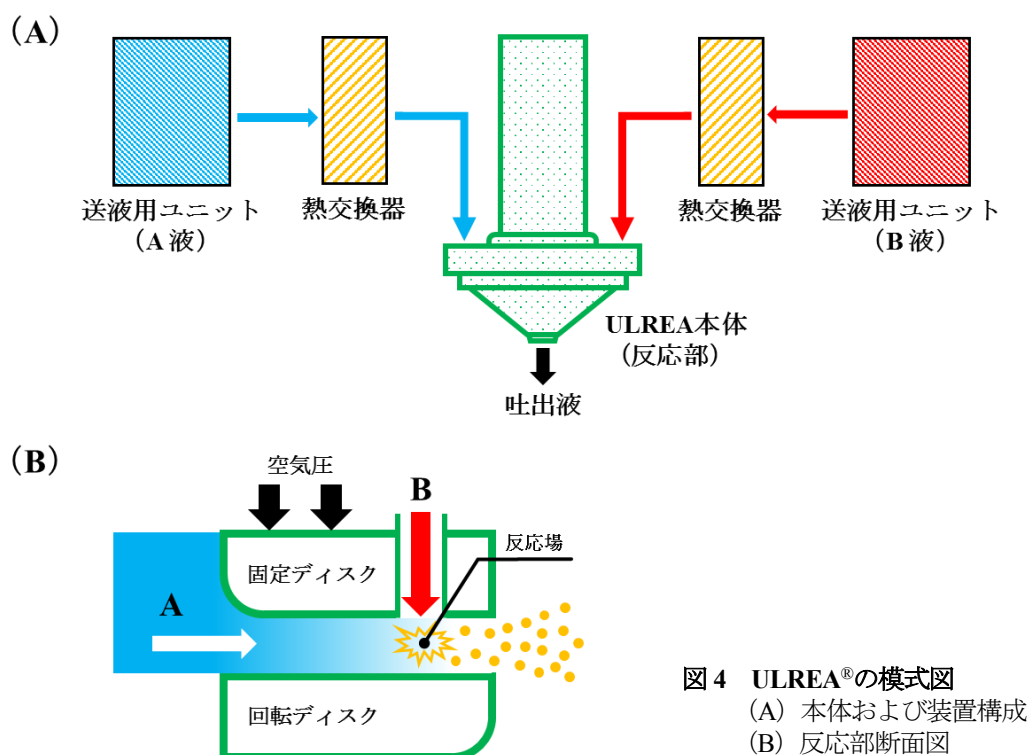 (A)
送液用ユニット
（A 液）
熱交換器
熱交換器
送液用ユニット
（B 液）
ULREA本体
（反応部）
吐出液
(B)
空気圧
B
反応場
固定ディスク
A
回転ディスク
図 4　ULREA®の模式図
（A）本体および装置構成
（B）反応部断面図